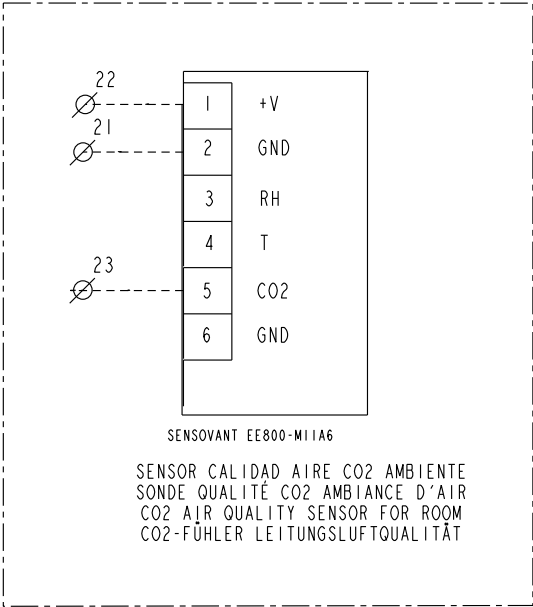 22
1 +V
21
2 GND
3 RH
4 T
23
5 CO2
6 GND
SENSOVANT EE800-M11A6
SENSOR CALIDAD AIRE CO2 AMBIENTE
SONDE QUALITÉ CO2 AMBIANCE D'AIR
CO2 AIR QUALITY SENSOR FOR ROOM
CO2-FÜHLER LEITUNGSLUFTQUALITÄT